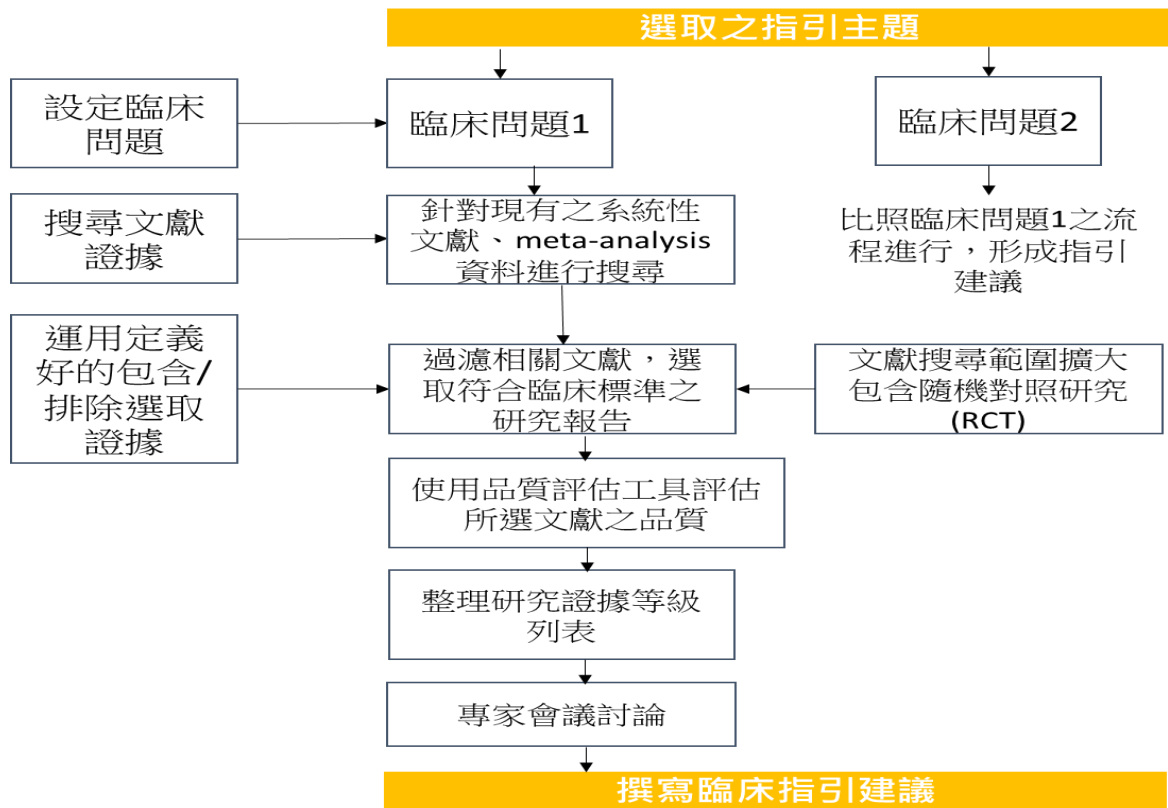 選取之指引主題
設定臨床
問題
臨床問題1
臨床問題2
搜尋文獻
證據
針對現有之系統性
文獻、meta-analysis
資料進行搜尋
比照臨床問題1之流
程進行，形成指引
建議
運用定義
好的包含/
排除選取
證據
過濾相關文獻，選
取符合臨床標準之
研究報告
文獻搜尋範圍擴大
包含隨機對照研究
(RCT)
使用品質評估工具評估
所選文獻之品質
整理研究證據等級
列表
專家會議討論
撰寫臨床指引建議